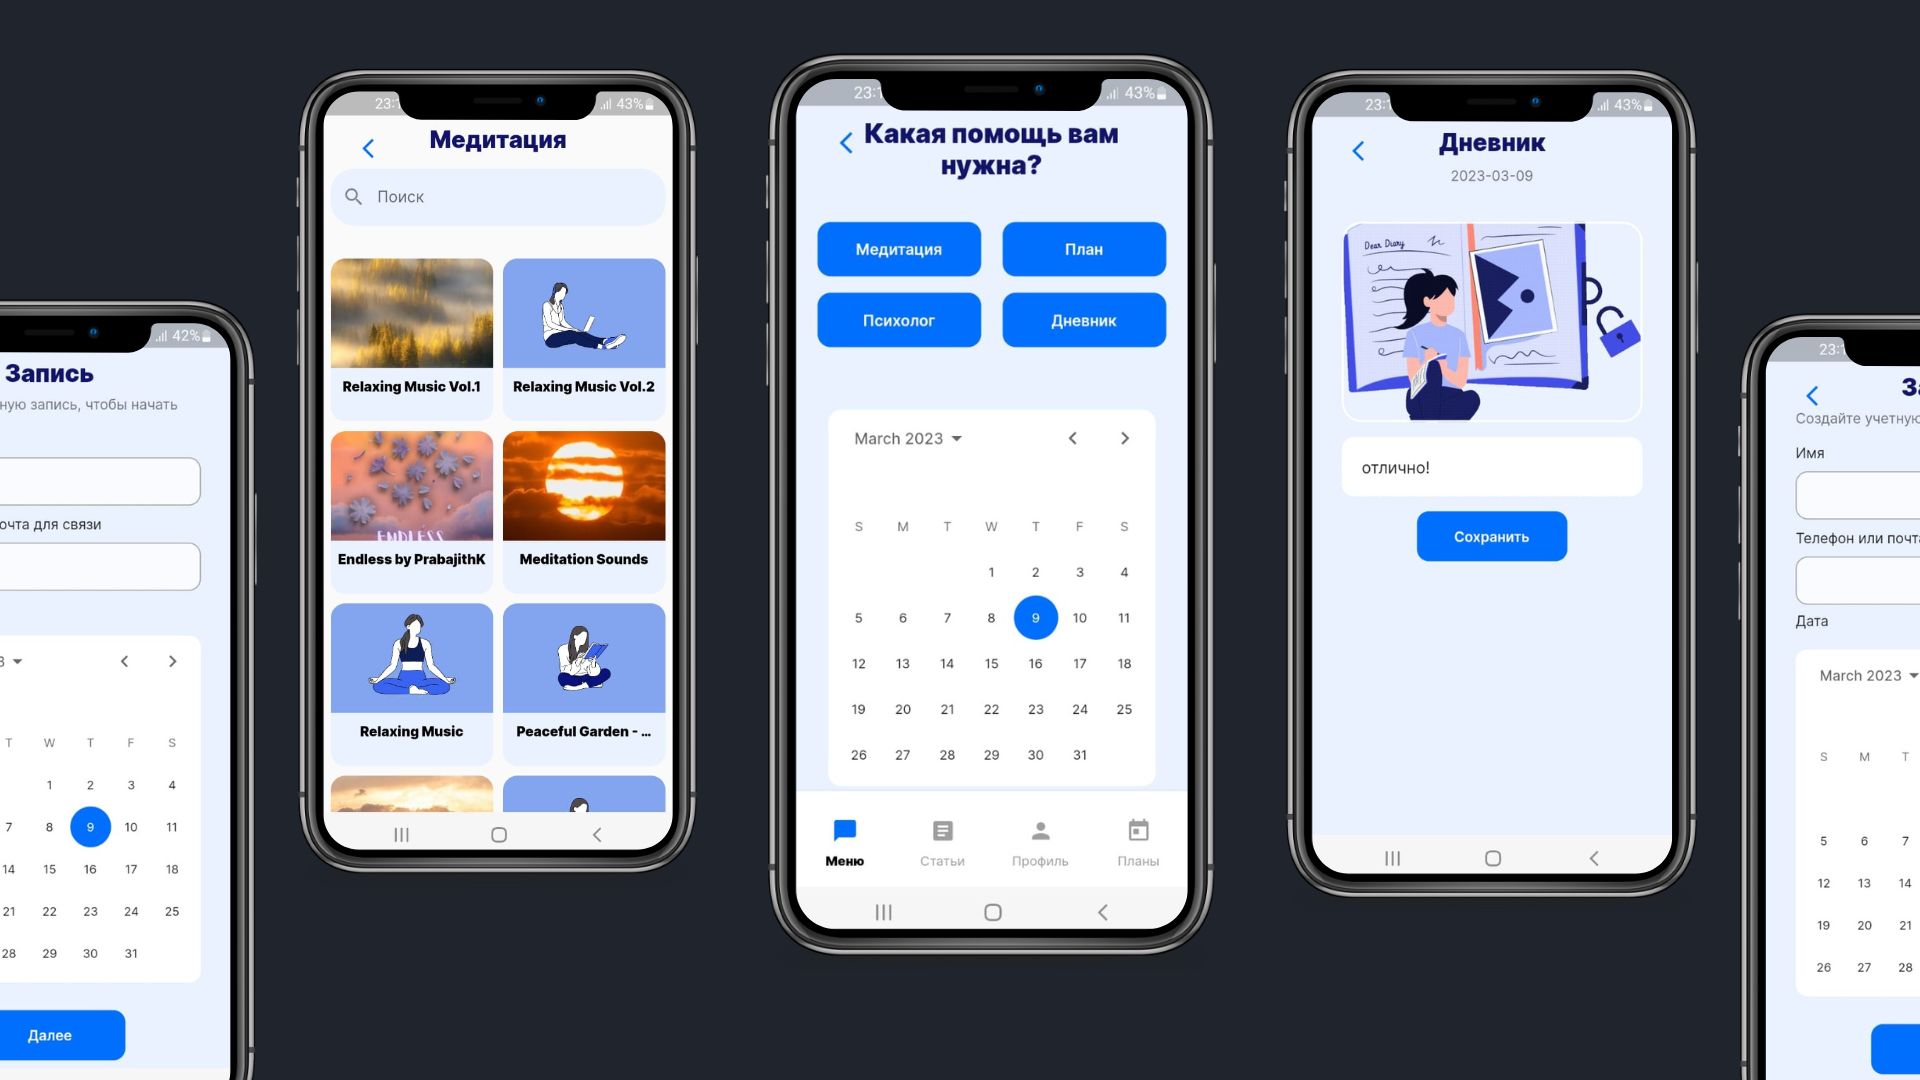 42%
Запись
ную запись, чтобы начать
очта для связи
3
T W T F S
1 2 3 4
7 8 9 10 11
14 15 16 17 18
21 22 23 24 25
28 29 30 31
Далее
23:1 43%
Медитация
Поиск
Relaxing Music Vol.1
Relaxing Music Vol.2
ENDLESS
Endless by PrabajithK
Meditation Sounds
Relaxing Music
Peaceful Garden - ...
23:1 43%
Какая помощь вам
нужна?
Медитация План
Психолог Дневник
March 2023
S M T W T F S
1 2 3 4
5 6 7 8 9 10 11
12 13 14 15 16 17 18
19 20 21 22 23 24 25
26 27 28 29 30 31
Меню Статьи Профиль Планы
23:1 43%
Дневник
2023-03-09
Dear Diary
отлично!
Сохранить
23:1
За
Создайте учетную
Имя
Телефон или почта
Дата
March 2023
S M T
5 6 7
12 13 14
19 20 21
26 27 28